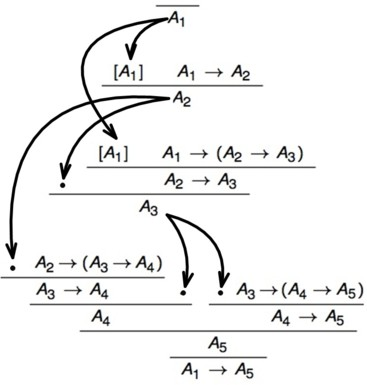 A₁
[A₁] A₁ → A₂
A₂
[A₁] A₁ → (A₂ → A₃)
• A₂ → A₃
A₃
• A₂ → (A₃ → A₄)
A₃ → A₄ • • A₃ → (A₄ → A₅)
A₄ A₄ → A₅
A₅
A₁ → A₅